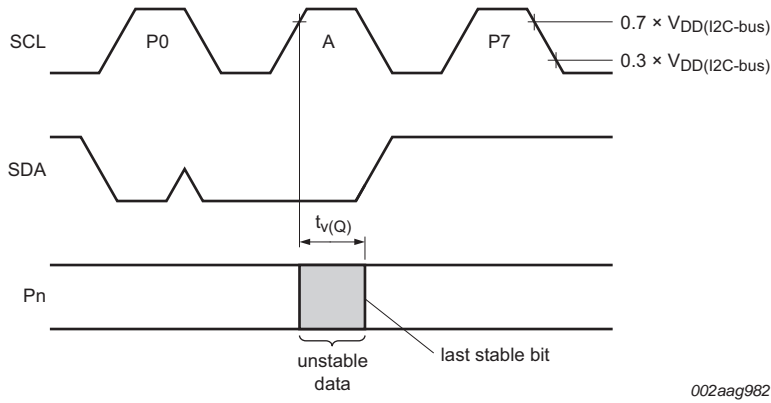 SCL
P0
A
P7
0.7 × VDD(I2C-bus)
0.3 × VDD(I2C-bus)
SDA
tv(Q)
Pn
unstable
data
last stable bit
002aag982